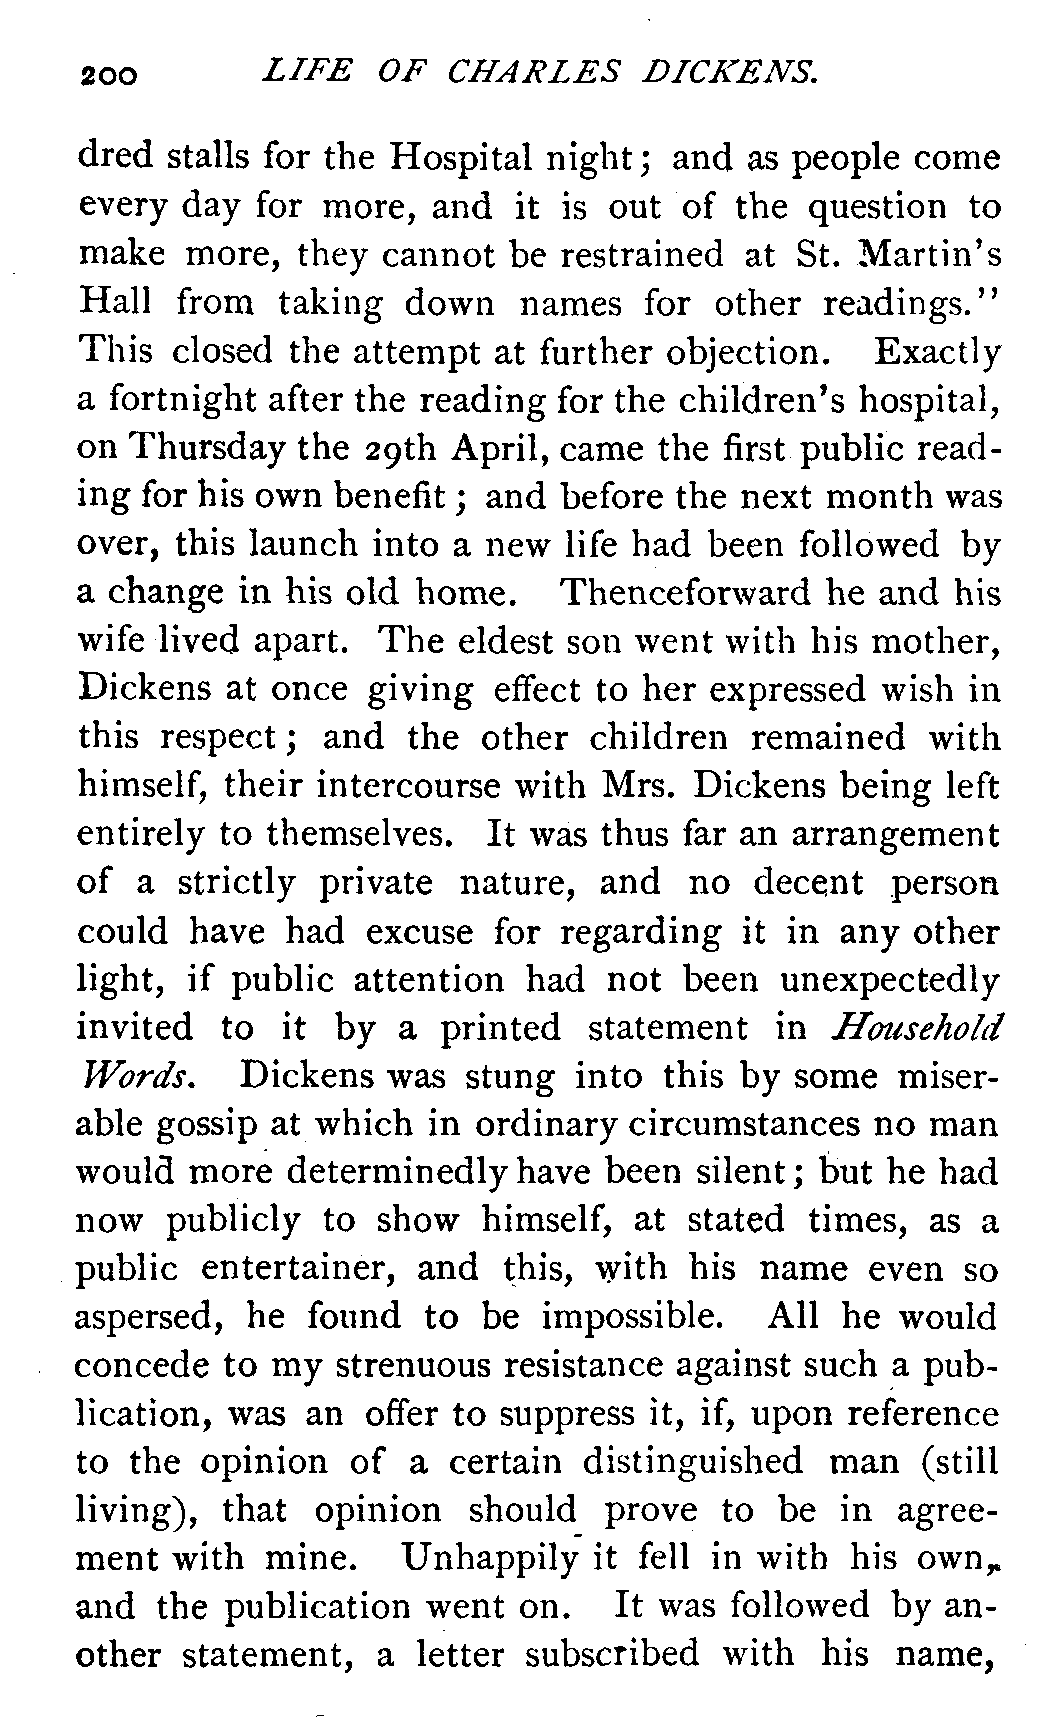 200 LIFE OF CHARLES DICKENS.
dred stalls for the Hospital night; and as people come
every day for more, and it is out of the question to
make more, they cannot be restrained at St. Martin's
Hall from taking down names for other readings."
This closed the attempt at further objection. Exactly
a fortnight after the reading for the children's hospital,
on Thursday the 29th April, came the first public read-
ing for his own benefit; and before the next month was
over, this launch into a new life had been followed by
a change in his old home. Thenceforward he and his
wife lived apart. The eldest son went with his mother,
Dickens at once giving effect to her expressed wish in
this respect; and the other children remained with
himself, their intercourse with Mrs. Dickens being left
entirely to themselves. It was thus far an arrangement
of a strictly private nature, and no decent person
could have had excuse for regarding it in any other
light, if public attention had not been unexpectedly
invited to it by a printed statement in Household
Words. Dickens was stung into this by some miser-
able gossip at which in ordinary circumstances no man
would more determinedly have been silent; but he had
now publicly to show himself, at stated times, as a
public entertainer, and this, with his name even so
aspersed, he found to be impossible. All he would
concede to my strenuous resistance against such a pub-
lication, was an offer to suppress it, if, upon reference
to the opinion of a certain distinguished man (still
living), that opinion should prove to be in agree-
ment with mine. Unhappily it fell in with his own,
and the publication went on. It was followed by an-
other statement, a letter subscribed with his name,